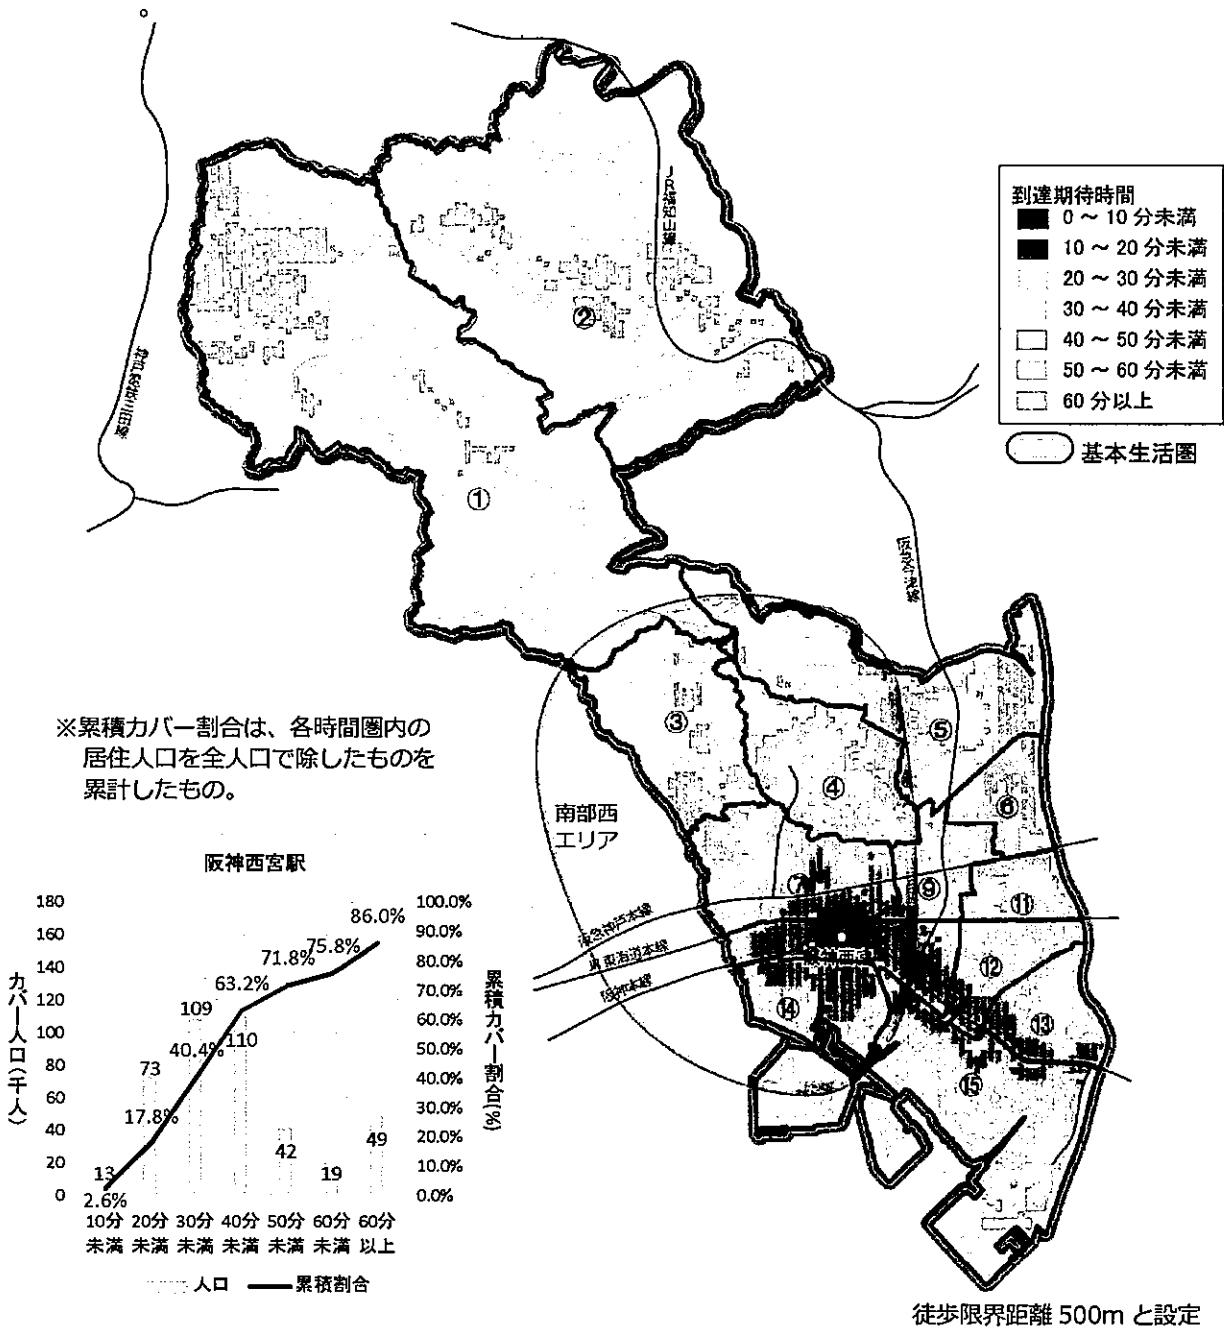 。
JR福知山線
到達期待時間
0 ～ 10 分未満
10 ～ 20 分未満
20 ～ 30 分未満
30 ～ 40 分未満
40 ～ 50 分未満
50 ～ 60 分未満
60 分以上
基本生活圏
②
①
③
⑤
④
⑥
※累積カバー割合は、各時間圏内の
居住人口を全人口で除したものを
累計したもの。
南部西
エリア
⑦
⑨
⑪
JR東海道本線
阪神本線
⑫
⑭
⑬
⑮
阪神西宮駅
カバー人口(千人)
180
160
140
120
100
80
60
40
20
0
100.0%
90.0%
80.0%
70.0%
60.0%
50.0%
40.0%
30.0%
20.0%
10.0%
0.0%
累積カバー割合(%)
86.0%
75.8%
71.8%
63.2%
40.4%
17.8%
2.6%
13
73
109
110
42
19
49
10分 20分 30分 40分 50分 60分 60分
未満 未満 未満 未満 未満 未満 以上
人口 累積割合
徒歩限界距離 500m と設定